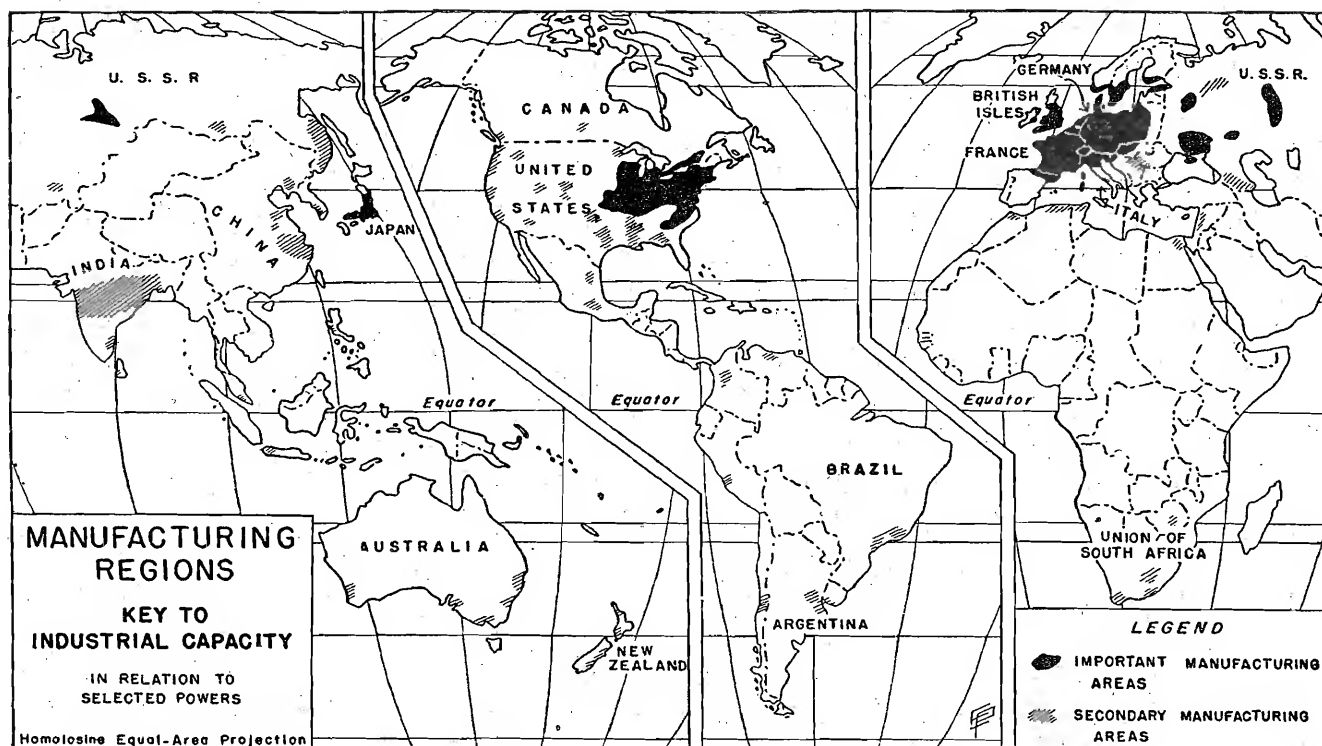 U. S. S. R
CHINA
INDIA
JAPAN
CANADA
UNITED
STATES
GERMANY
BRITISH
ISLES
FRANCE
ITALY
U.S.S.R.
Equator
Equator
Equator
BRAZIL
AUSTRALIA
ARGENTINA
NEW
ZEALAND
UNION OF
SOUTH AFRICA
MANUFACTURING
REGIONS
KEY TO
INDUSTRIAL CAPACITY
IN RELATION TO
SELECTED POWERS
Homolosine Equal-Area Projection
LEGEND
IMPORTANT MANUFACTURING
AREAS
SECONDARY MANUFACTURING
AREAS